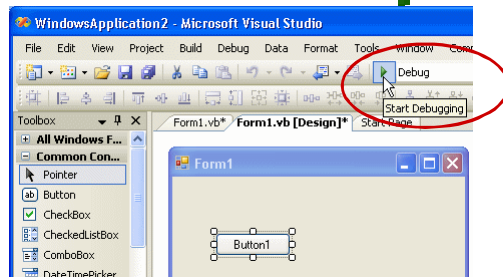 WindowsApplication2 - Microsoft Visual Studio
File Edit View Project Build Debug Data Format Tools Window
Debug
Start Debugging
Toolbox
Form1.vb* Form1.vb [Design]* Start Page
All Windows F...
Common Con...
Pointer
Button
CheckBox
CheckedListBox
ComboBox
DateTimePicker
Form1
Button1